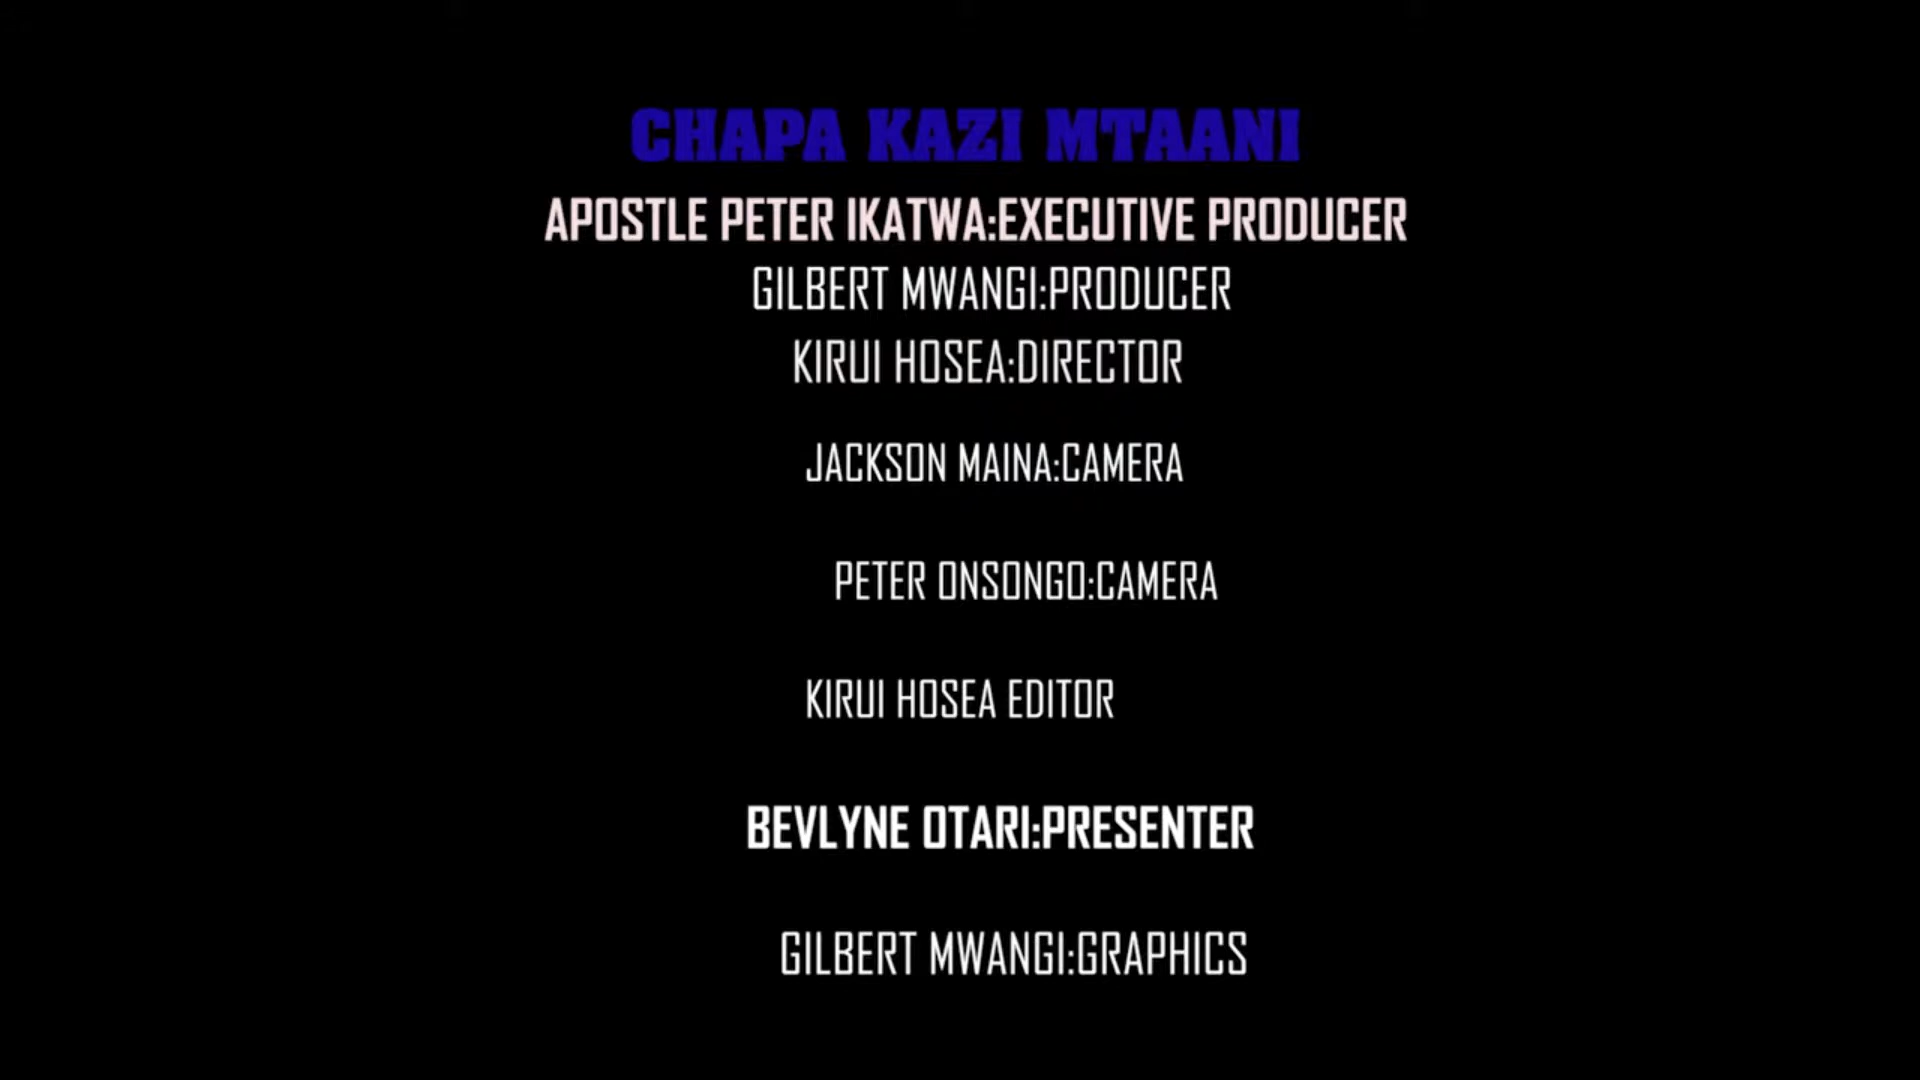 CHAPA KAZI MTAANI
APOSTLE PETER IKATWA:EXECUTIVE PRODUCER
GILBERT MWANGI:PRODUCER
KIRUI HOSEA:DIRECTOR
JACKSON MAINA:CAMERA
PETER ONSONGO:CAMERA
KIRUI HOSEA EDITOR
BEVLYNE OTARI:PRESENTER
GILBERT MWANGI:GRAPHICS